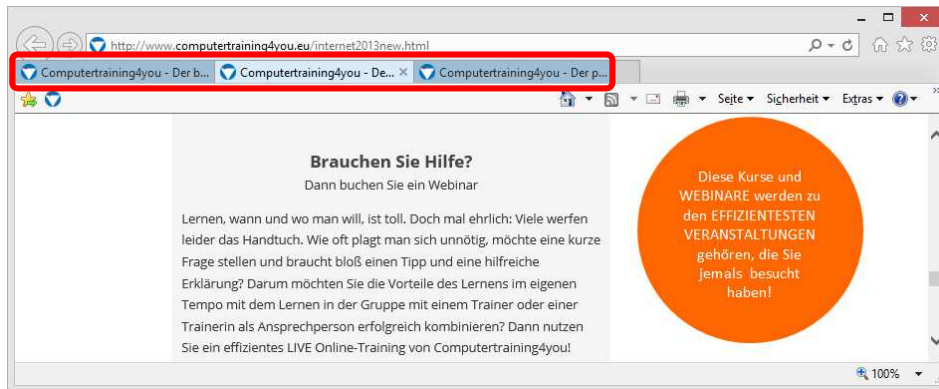 http://www.computertraining4you.eu/internet2013new.html
Computertraining4you - Der b... Computertraining4you - De... Computertraining4you - Der p...
Seite Sicherheit Extras
Brauchen Sie Hilfe?
Dann buchen Sie ein Webinar
Lernen, wann und wo man will, ist toll. Doch mal ehrlich: Viele werfen
leider das Handtuch. Wie oft plagt man sich unnötig, möchte eine kurze
Frage stellen und braucht bloß einen Tipp und eine hilfreiche
Erklärung? Darum möchten Sie die Vorteile des Lernens im eigenen
Tempo mit dem Lernen in der Gruppe mit einem Trainer oder einer
Trainerin als Ansprechperson erfolgreich kombinieren? Dann nutzen
Sie ein effizientes LIVE Online-Training von Computertraining4you!
Diese Kurse und
WEBINARE werden zu
den EFFIZIENTESTEN
VERANSTALTUNGEN
gehören, die Sie
jemals besucht
haben!
100%